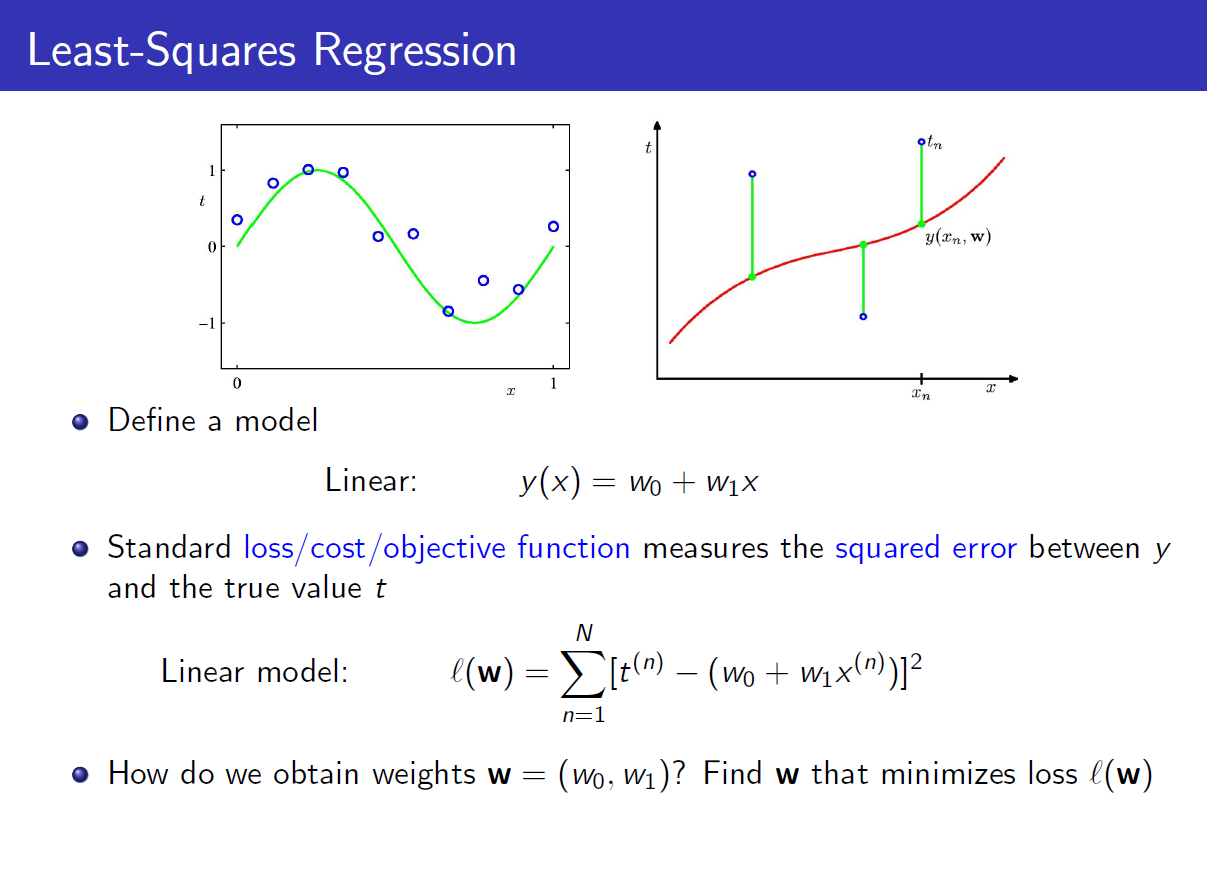 Least-Squares Regression
1
t
0
−1
0
x
1
t
tₙ
y(xₙ, w)
xₙ
x
Define a model
Linear: y(x) = w₀ + w₁x
Standard loss/cost/objective function measures the squared error between y
and the true value t
N
Linear model: ℓ(w) = ∑[t⁽ⁿ⁾ − (w₀ + w₁x⁽ⁿ⁾)]²
n=1
How do we obtain weights w = (w₀, w₁)? Find w that minimizes loss ℓ(w)